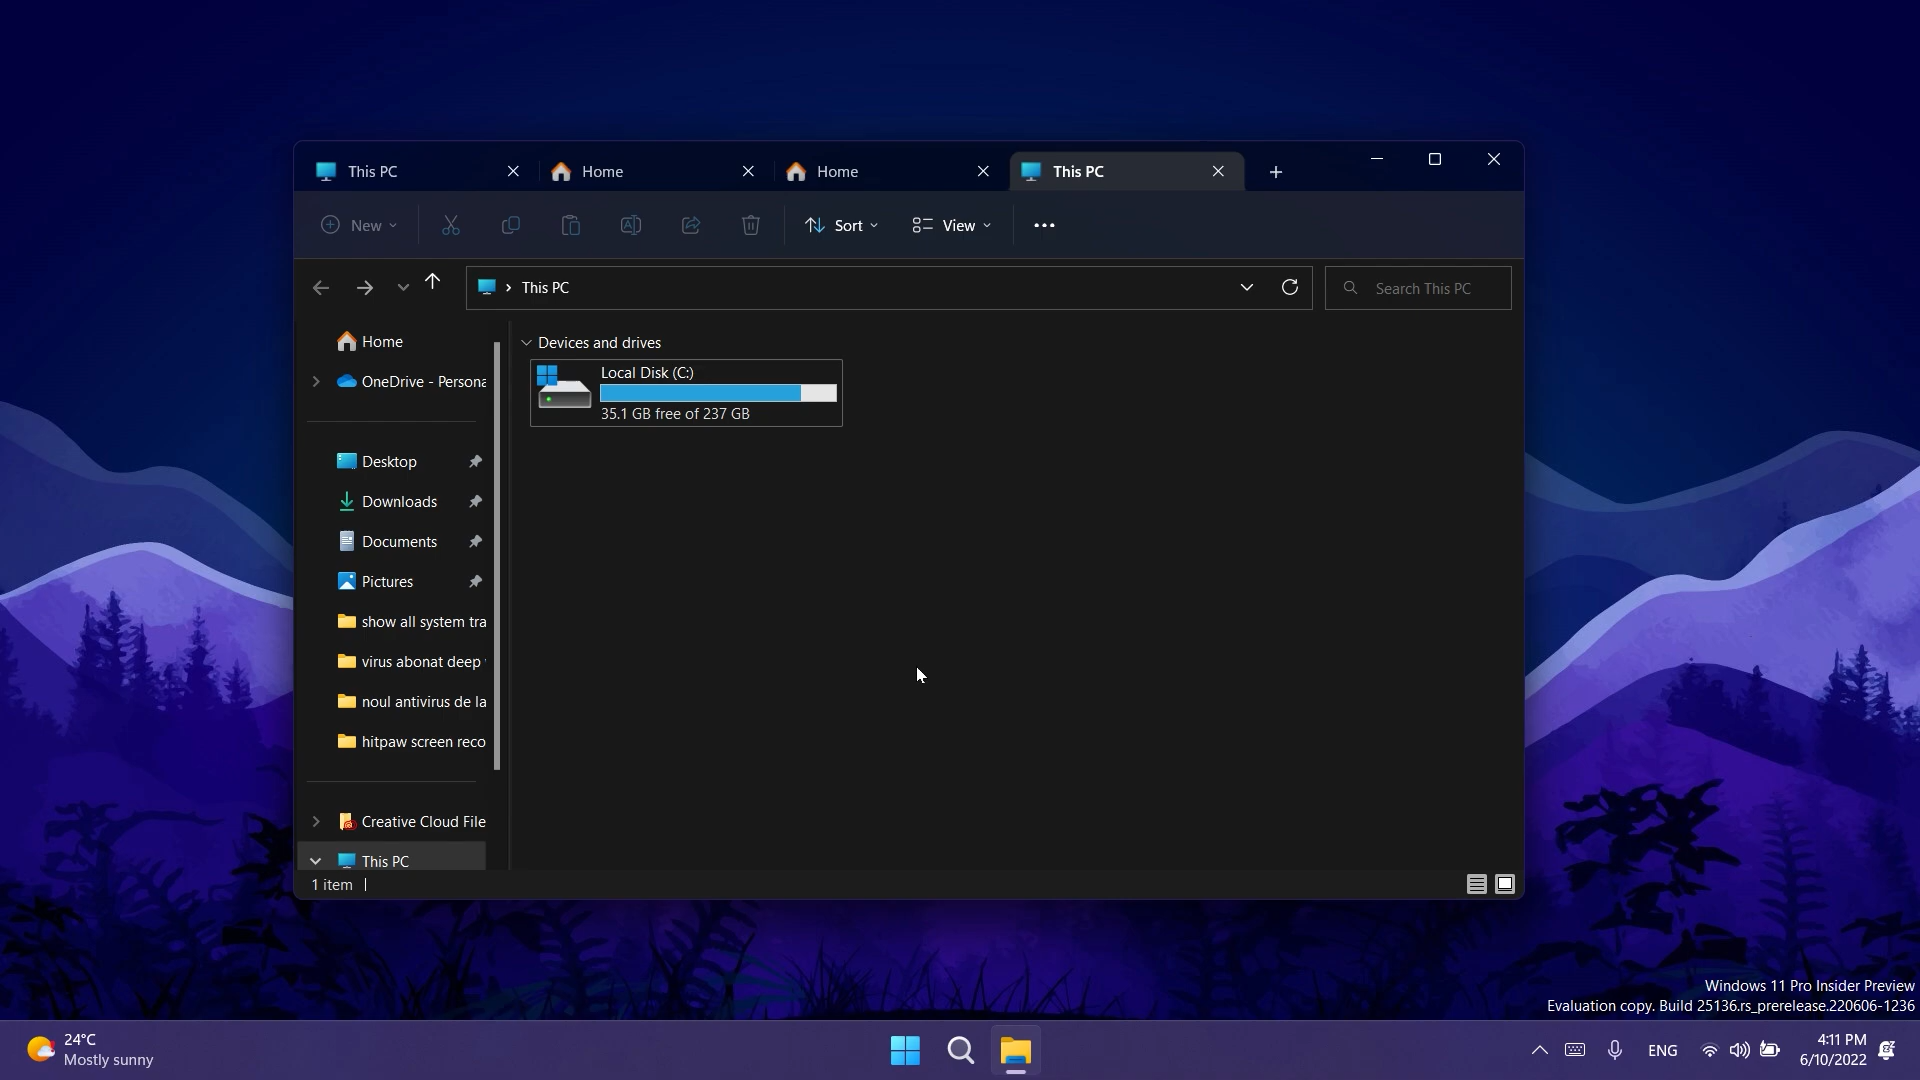 This PC
Home
Home
This PC
New
Sort
View
This PC
Search This PC
Home
OneDrive - Persona
Desktop
Downloads
Documents
Pictures
show all system tra
virus abonat deep
noul antivirus de la
hitpaw screen reco
Creative Cloud File
This PC
Devices and drives
Local Disk (C:)
35.1 GB free of 237 GB
1 item
Windows 11 Pro Insider Preview
Evaluation copy. Build 25136.rs_prerelease.220606-1236
24°C
Mostly sunny
ENG
4:11 PM
6/10/2022